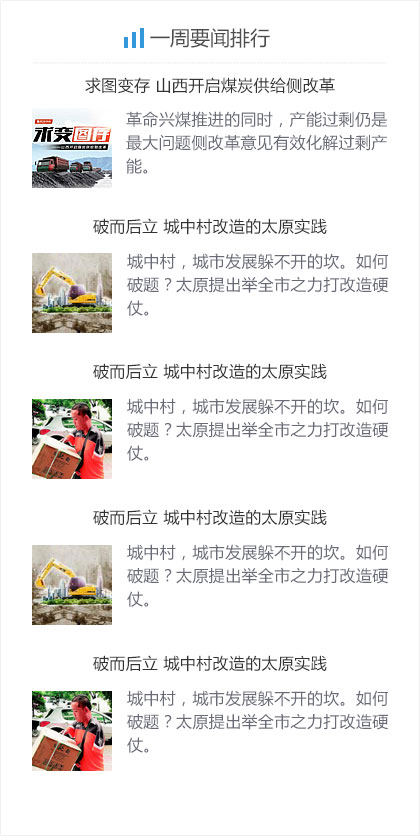 一周要闻排行
求图变存 山西开启煤炭供给侧改革
求变图存
——山西开启煤炭供给侧改革
革命兴煤推进的同时，产能过剩仍是
最大问题侧改革意见有效化解过剩产
能。
破而后立 城中村改造的太原实践
城中村，城市发展躲不开的坎。如何
破题？太原提出举全市之力打改造硬
仗。
破而后立 城中村改造的太原实践
城中村，城市发展躲不开的坎。如何
破题？太原提出举全市之力打改造硬
仗。
破而后立 城中村改造的太原实践
城中村，城市发展躲不开的坎。如何
破题？太原提出举全市之力打改造硬
仗。
破而后立 城中村改造的太原实践
城中村，城市发展躲不开的坎。如何
破题？太原提出举全市之力打改造硬
仗。